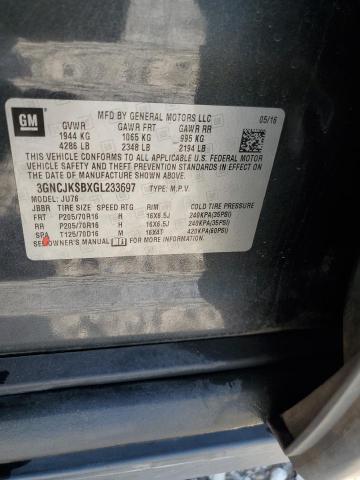 GM
MFD BY GENERAL MOTORS LLC 05/16
GVWR GAWR FRT GAWR RR
1944 KG 1065 KG 995 KG
4286 LB 2348 LB 2194 LB
THIS VEHICLE CONFORMS TO ALL APPLICABLE U.S. FEDERAL MOTOR
VEHICLE SAFETY AND THEFT PREVENTION STANDARDS IN EFFECT ON
THE DATE OF MANUFACTURE SHOWN ABOVE.
3GNCJKSBXGL233697 TYPE: M.P.V.
MODEL: JU76
JBBR TIRE SIZE SPEED RTG RIM COLD TIRE PRESSURE
FRT P205/70R16 H 16X6.5J 240KPA(35PSI)
RR P205/70R16 H 16X6.5J 240KPA(35PSI)
SPA T125/70D16 M 16X4T 420KPA(60PSI)
SEE OWNER'S MANUAL FOR ADDITIONAL INFORMATION